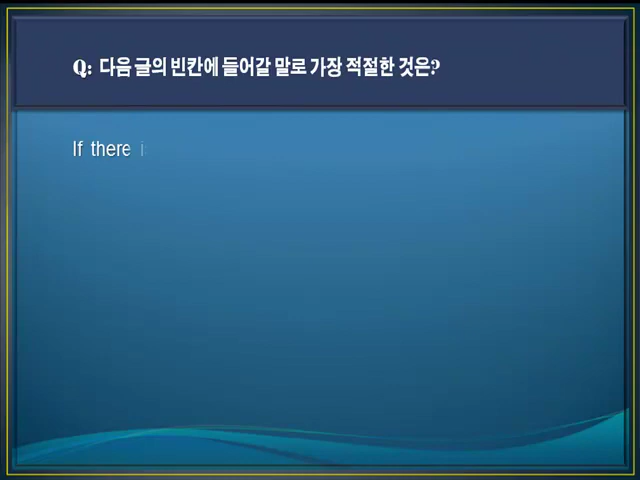 Q: 다음 글의 빈칸에 들어갈 말로 가장 적절한 것은?
If there